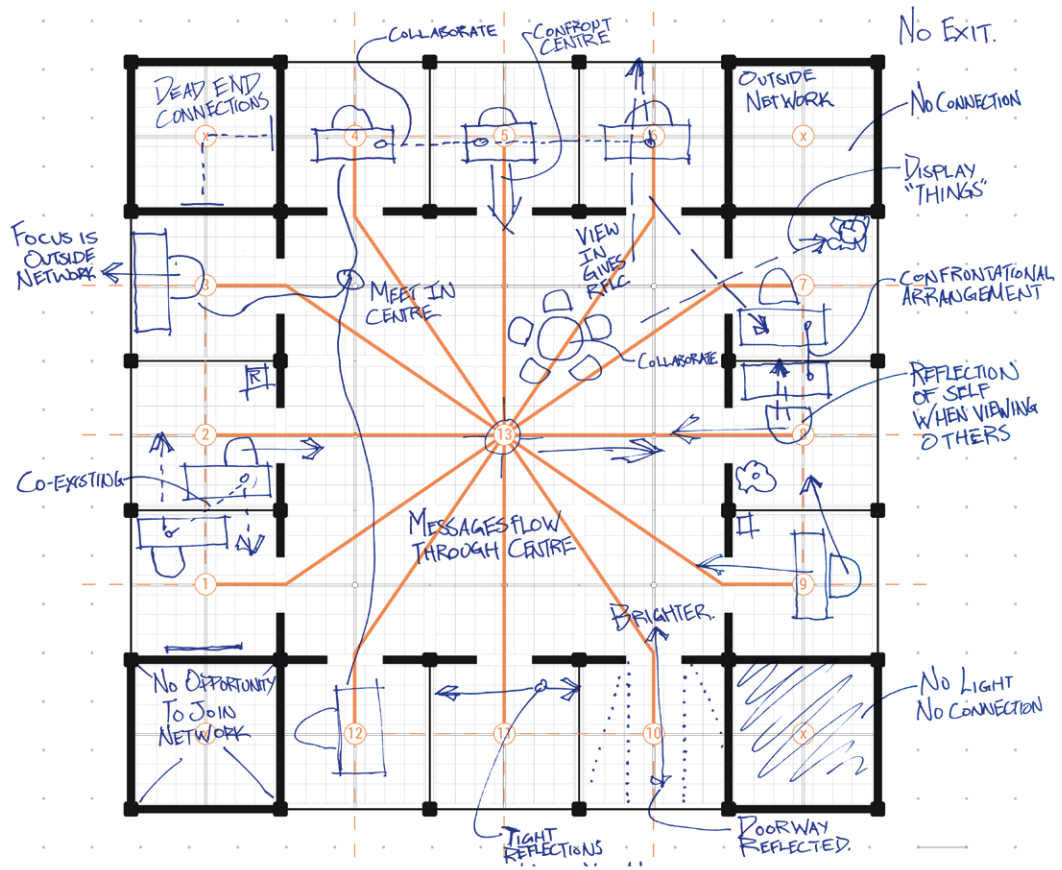 NO EXIT.
COLLABORATE
CONFRONT
CENTRE
DEAD END
CONNECTIONS
OUTSIDE
NETWORK
NO CONNECTION
x
4
5
6
x
DISPLAY
"THINGS"
FOCUS IS
OUTSIDE
NETWORK
VIEW
IN
GIVES
RFLC.
3
MEET IN
CENTRE
7
CONFRONTATIONAL
ARRANGEMENT
COLLABORATE
R
REFLECTION
OF SELF
WHEN VIEWING
OTHERS
2
13
8
CO-EXISTING
MESSAGES FLOW
THROUGH CENTRE
1
9
BRIGHTER.
NO OPPORTUNITY
TO JOIN
NETWORK
x
12
11
10
x
NO LIGHT
NO CONNECTION
TIGHT
REFLECTIONS
DOORWAY
REFLECTED.